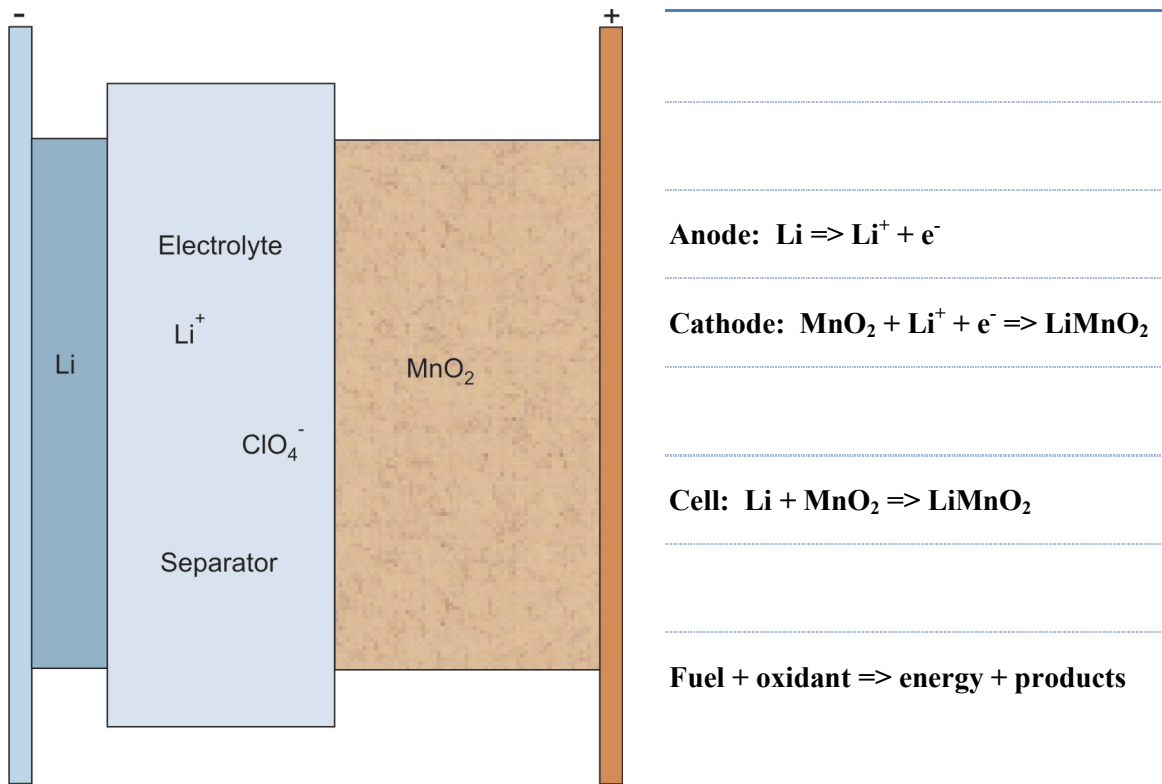 -
+
Electrolyte
Li⁺
Li
MnO₂
ClO₄⁻
Separator
Anode: Li => Li⁺ + e⁻
Cathode: MnO₂ + Li⁺ + e⁻ => LiMnO₂
Cell: Li + MnO₂ => LiMnO₂
Fuel + oxidant => energy + products